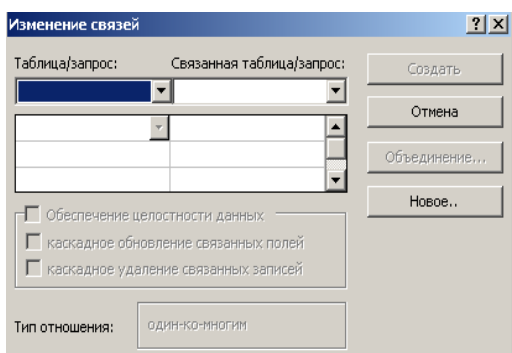 Изменение связей
Таблица/запрос: Связанная таблица/запрос:
Создать
Отмена
Объединение...
Новое..
Обеспечение целостности данных
каскадное обновление связанных полей
каскадное удаление связанных записей
Тип отношения: один-ко-многим